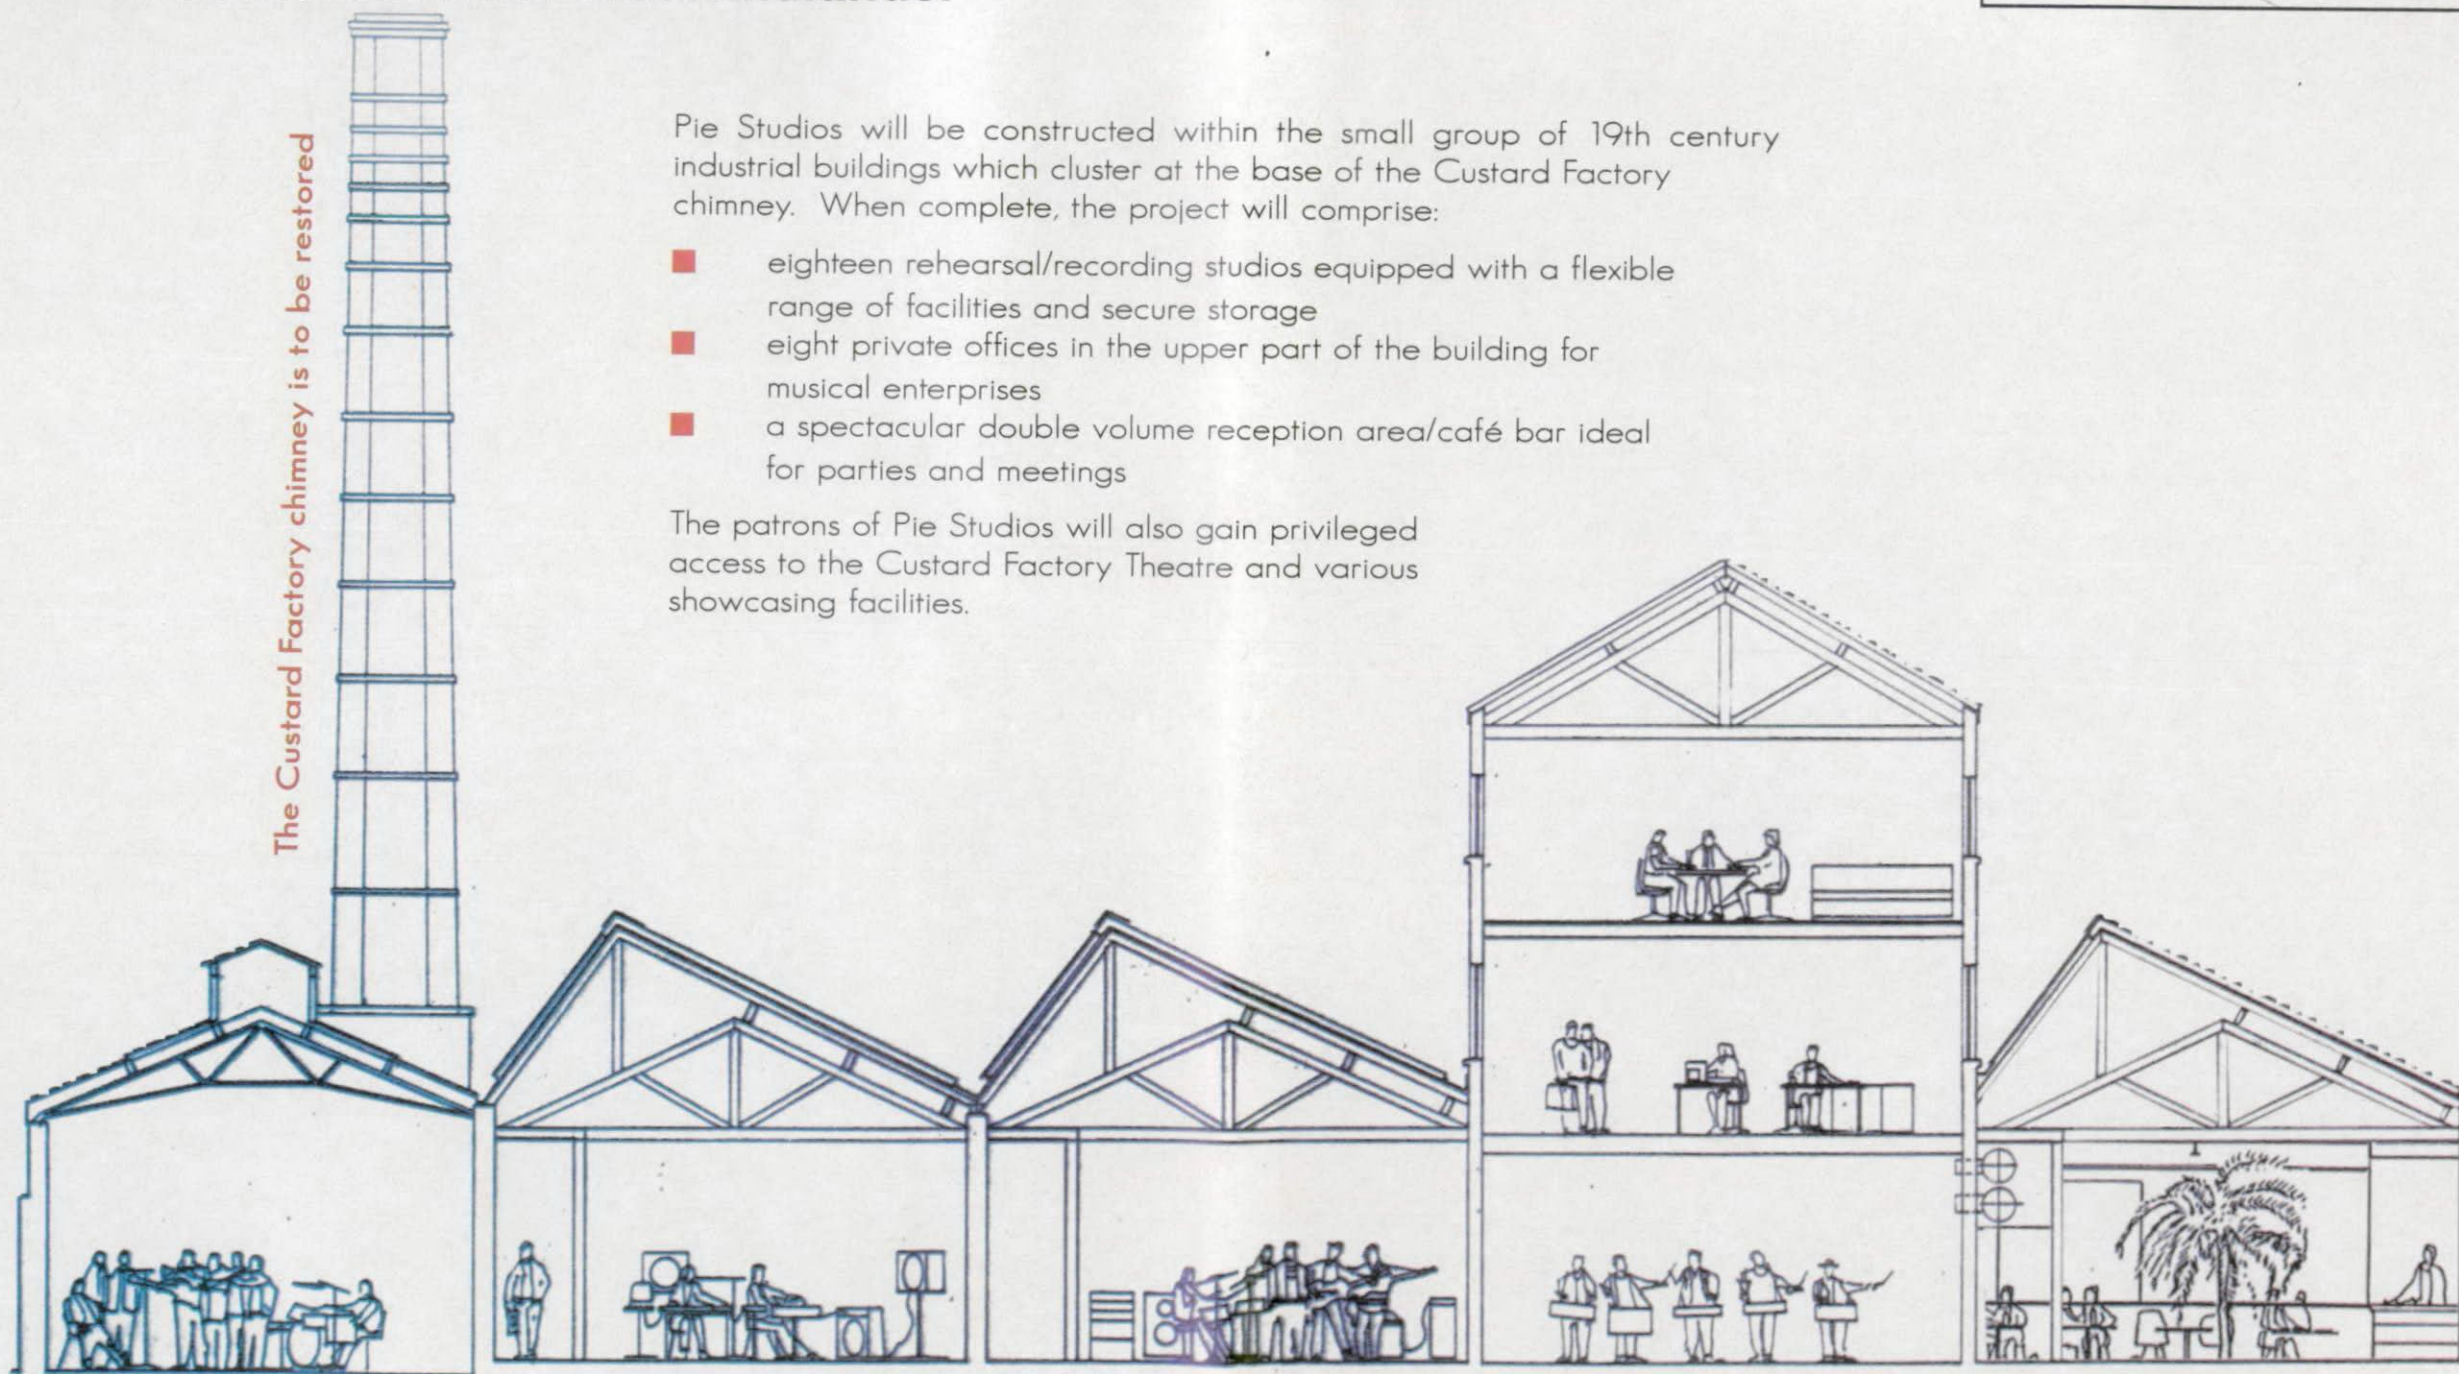 The Custard Factory chimney is to be restored
Pie Studios will be constructed within the small group of 19th century
industrial buildings which cluster at the base of the Custard Factory
chimney. When complete, the project will comprise:
eighteen rehearsal/recording studios equipped with a flexible
range of facilities and secure storage
eight private offices in the upper part of the building for
musical enterprises
a spectacular double volume reception area/café bar ideal
for parties and meetings
The patrons of Pie Studios will also gain privileged
access to the Custard Factory Theatre and various
showcasing facilities.